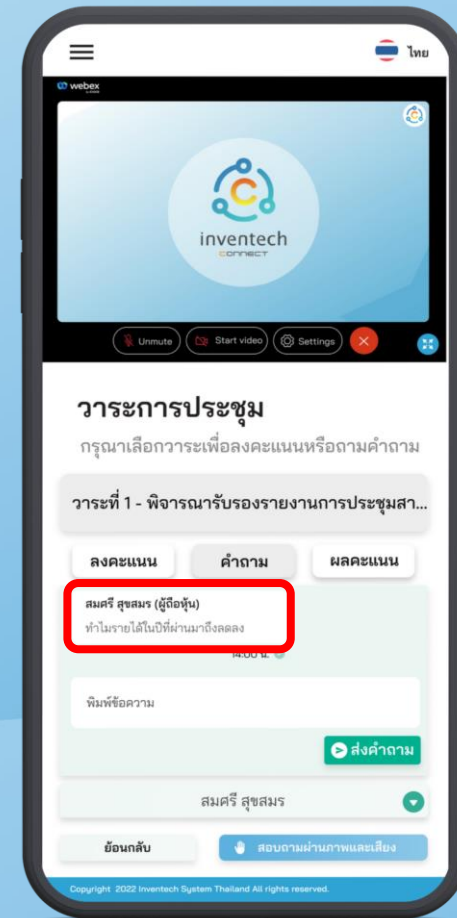 ไทย
webex
inventech
CONNECT
Unmute
Start video
Settings
วาระการประชุม
กรุณาเลือกวาระเพื่อลงคะแนนหรือถามคำถาม
วาระที่ 1 - พิจารณารับรองรายงานการประชุมสา...
ลงคะแนน
คำถาม
ผลคะแนน
สมศรี สุขสมร (ผู้ถือหุ้น)
ทำไมรายได้ในปีที่ผ่านมาถึงลดลง
14:00 น.
พิมพ์ข้อความ
ส่งคำถาม
สมศรี สุขสมร
ย้อนกลับ
สอบถามผ่านภาพและเสียง
Copyright 2022 Inventech System Thailand All rights reserved.